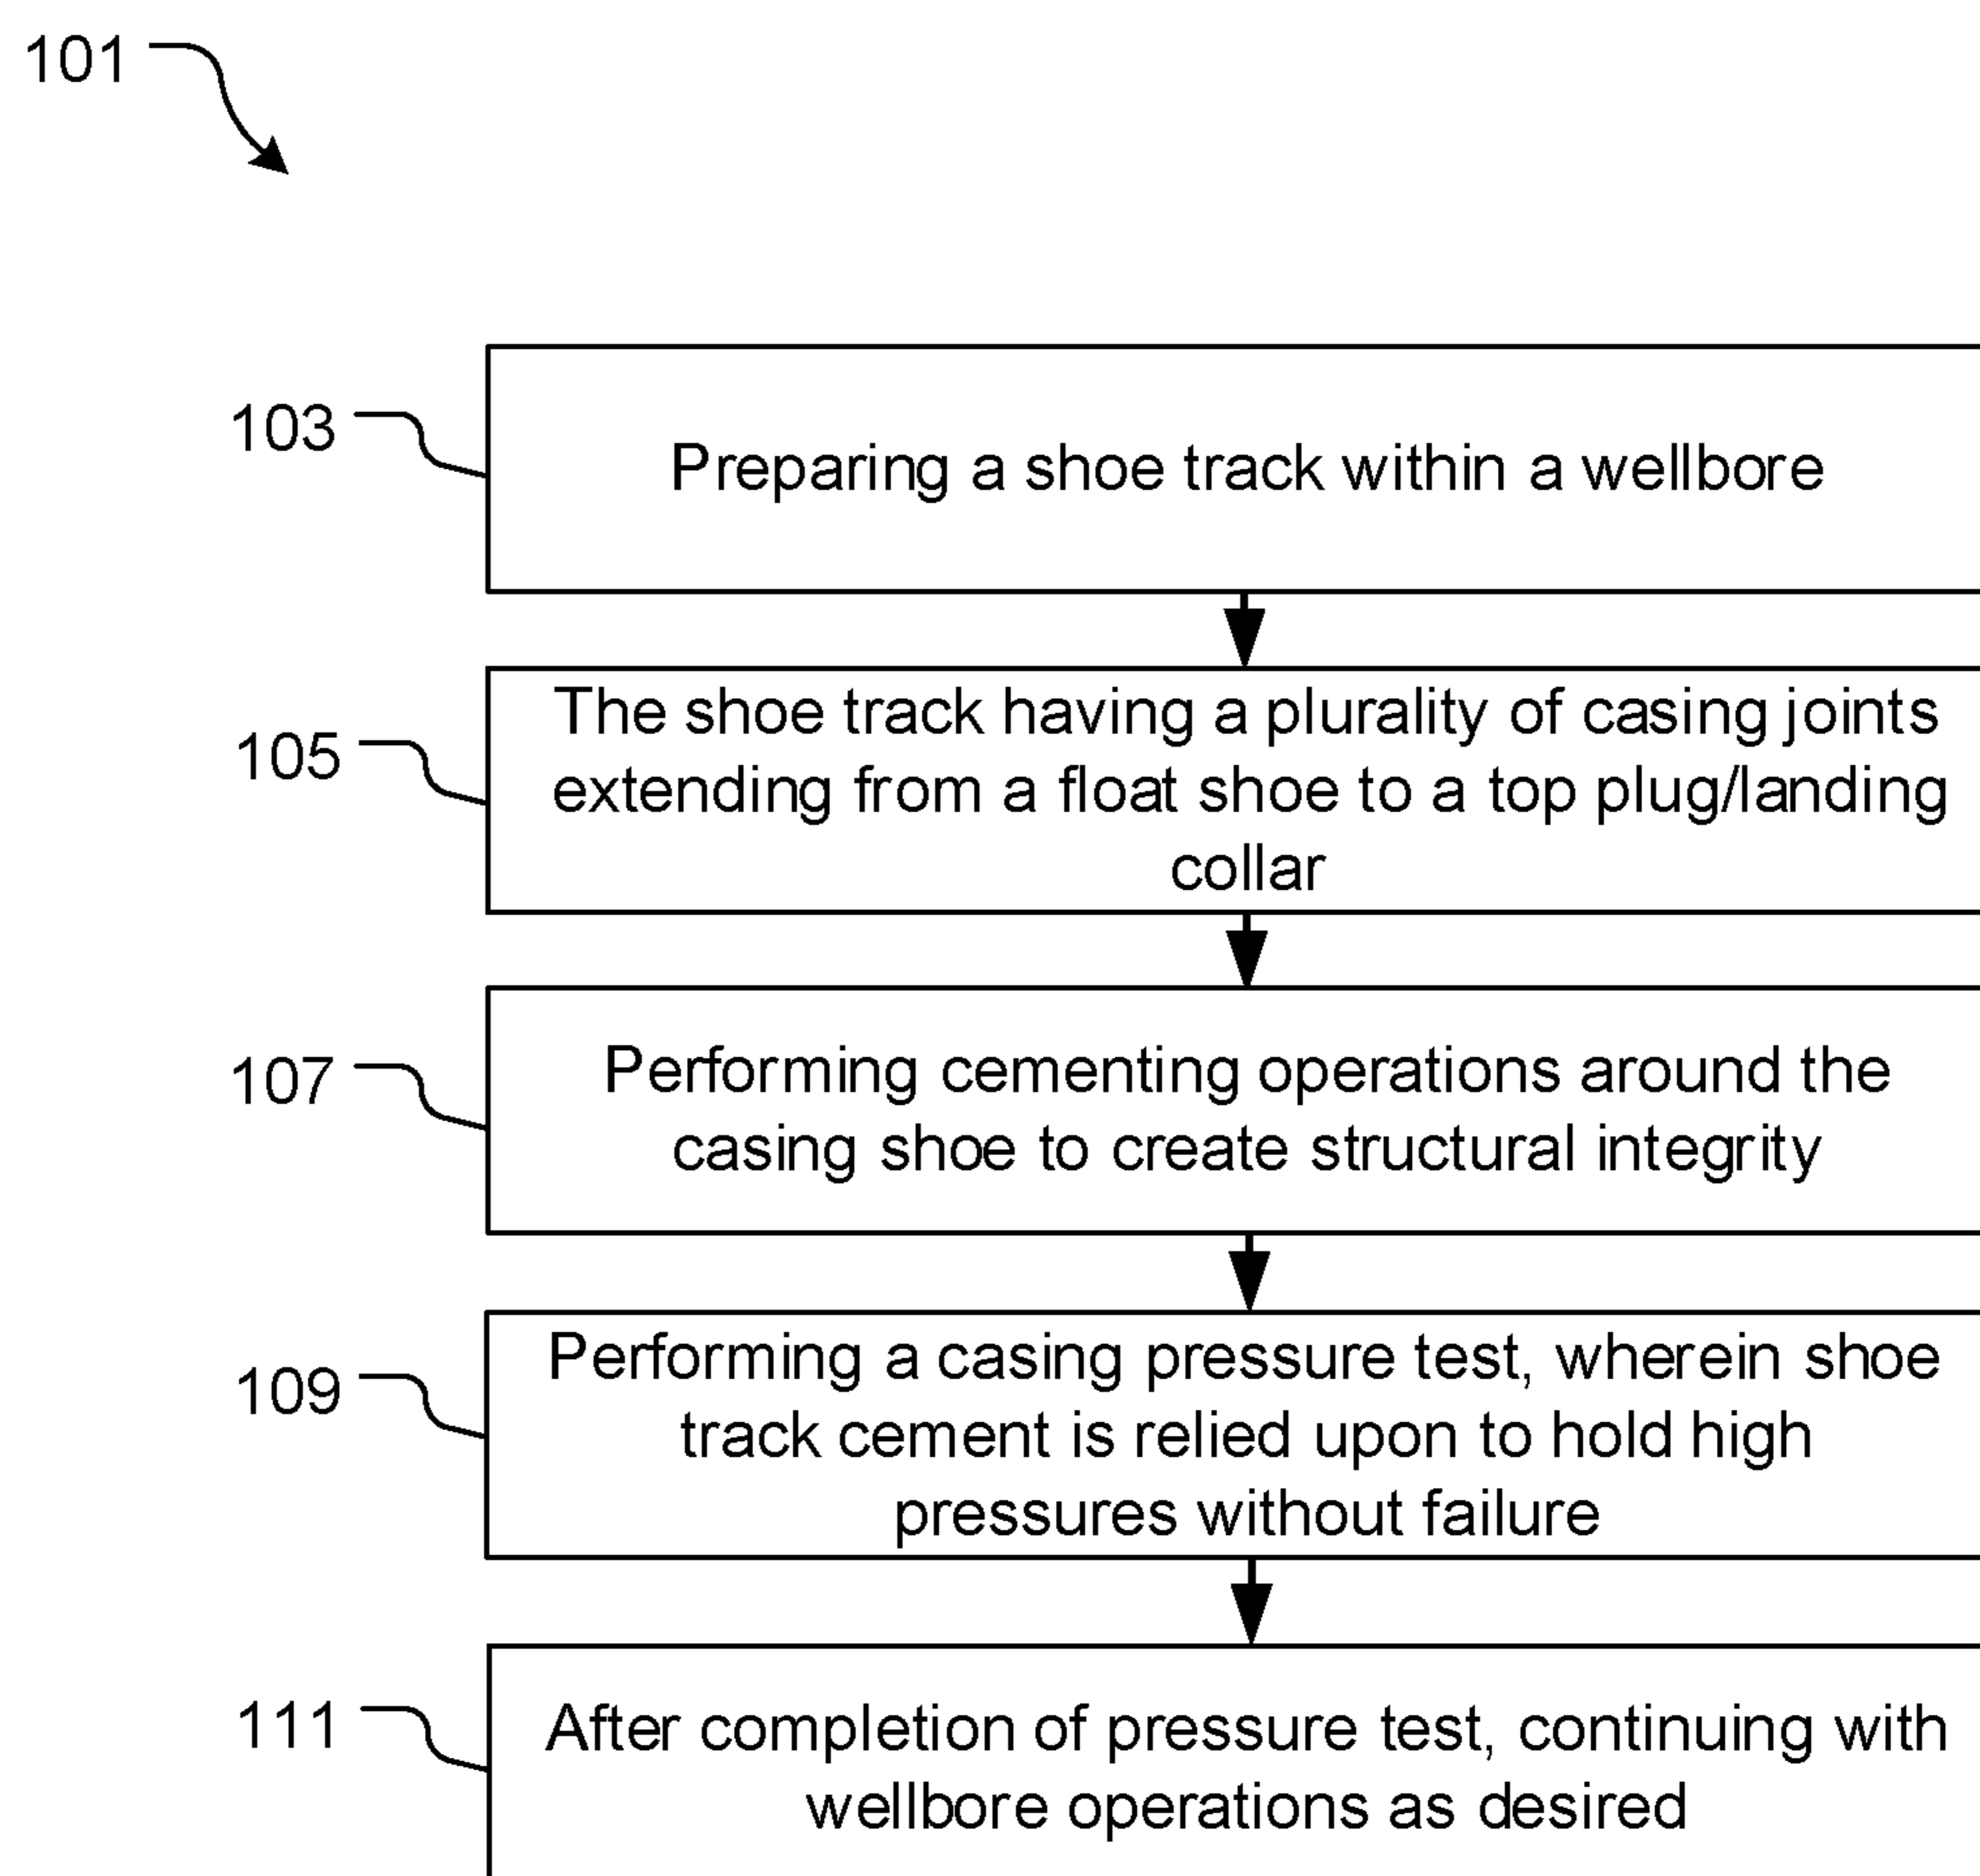 101
103
Preparing a shoe track within a wellbore
105
The shoe track having a plurality of casing joints
extending from a float shoe to a top plug/landing
collar
107
Performing cementing operations around the
casing shoe to create structural integrity
109
Performing a casing pressure test, wherein shoe
track cement is relied upon to hold high
pressures without failure
111
After completion of pressure test, continuing with
wellbore operations as desired